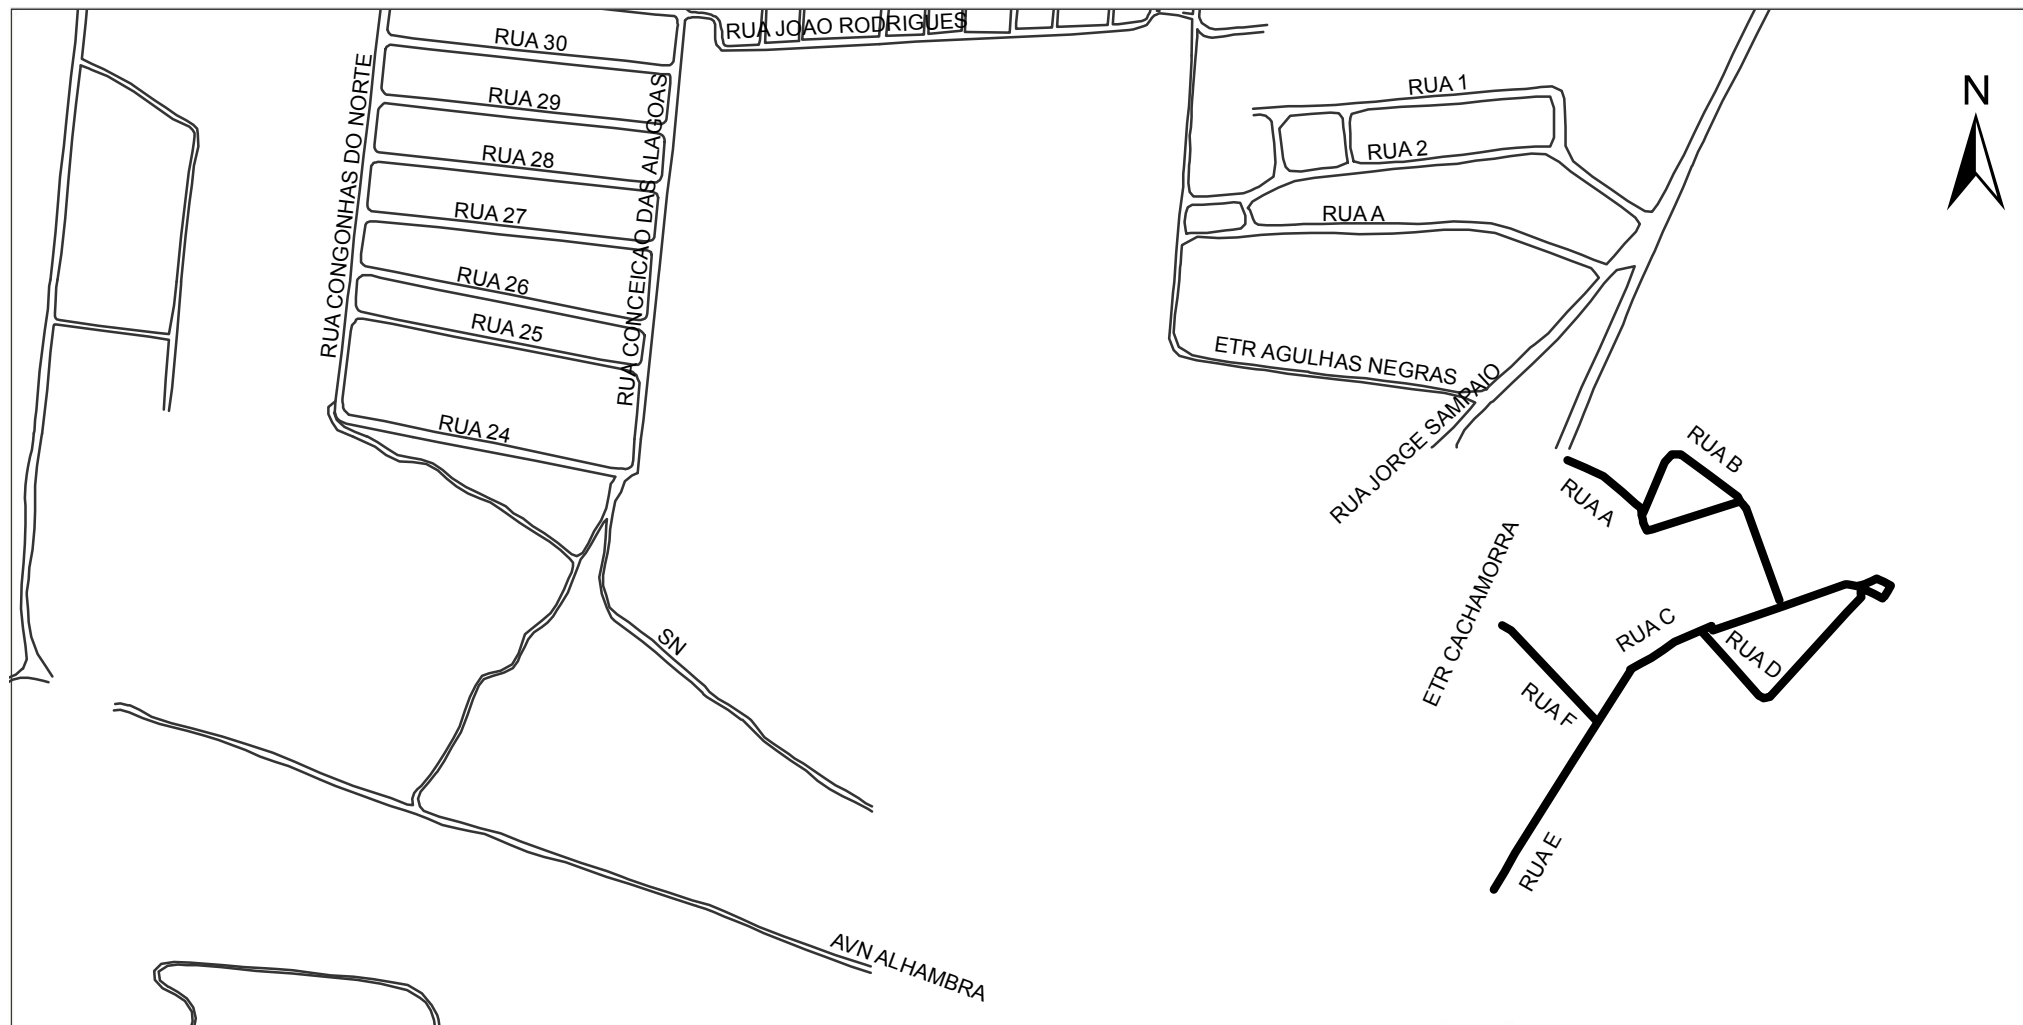 RUA JOAO RODRIGUES
RUA 30
RUA 29
RUA 28
RUA 27
RUA 26
RUA 25
RUA 24
RUA CONGONHAS DO NORTE
RUA CONCEICAO DAS ALAGOAS
SN
AVN ALHAMBRA
RUA 1
RUA 2
RUA A
ETR AGULHAS NEGRAS
RUA JORGE SAMPAIO
ETR CACHAMORRA
N
RUA B
RUA A
RUA C
RUA D
RUA F
RUA E